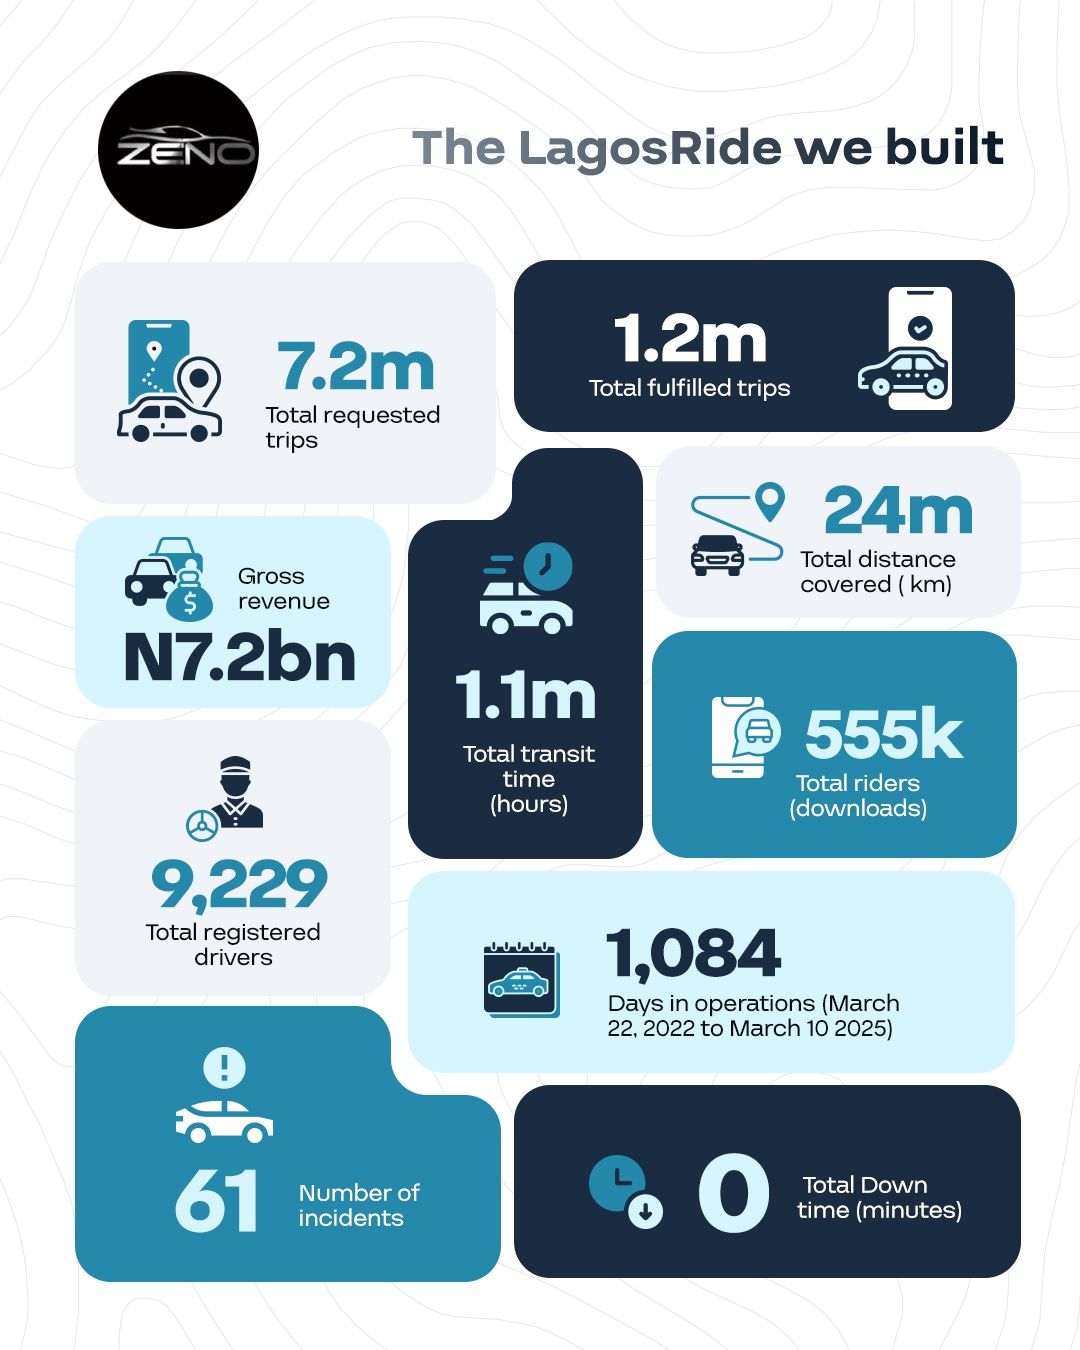 ZENO
The LagosRide we built
7.2m
Total requested
trips
1.2m
Total fulfilled trips
24m
Total distance
covered ( km)
Gross
revenue
N7.2bn
1.1m
Total transit
time
(hours)
555k
Total riders
(downloads)
9,229
Total registered
drivers
1,084
Days in operations (March
22, 2022 to March 10 2025)
61
Number of
incidents
0
Total Down
time (minutes)